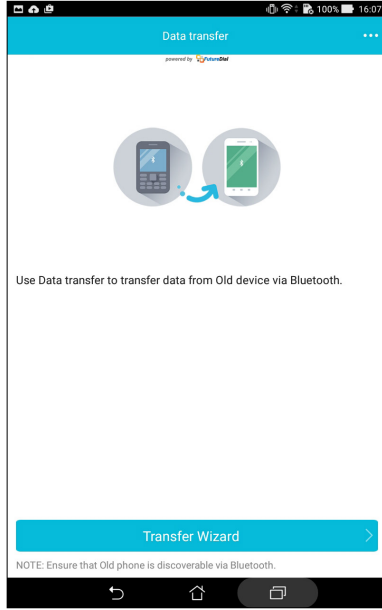 100% 16:07
Data transfer
powered by FutureDial
Use Data transfer to transfer data from Old device via Bluetooth.
Transfer Wizard
NOTE: Ensure that Old phone is discoverable via Bluetooth.